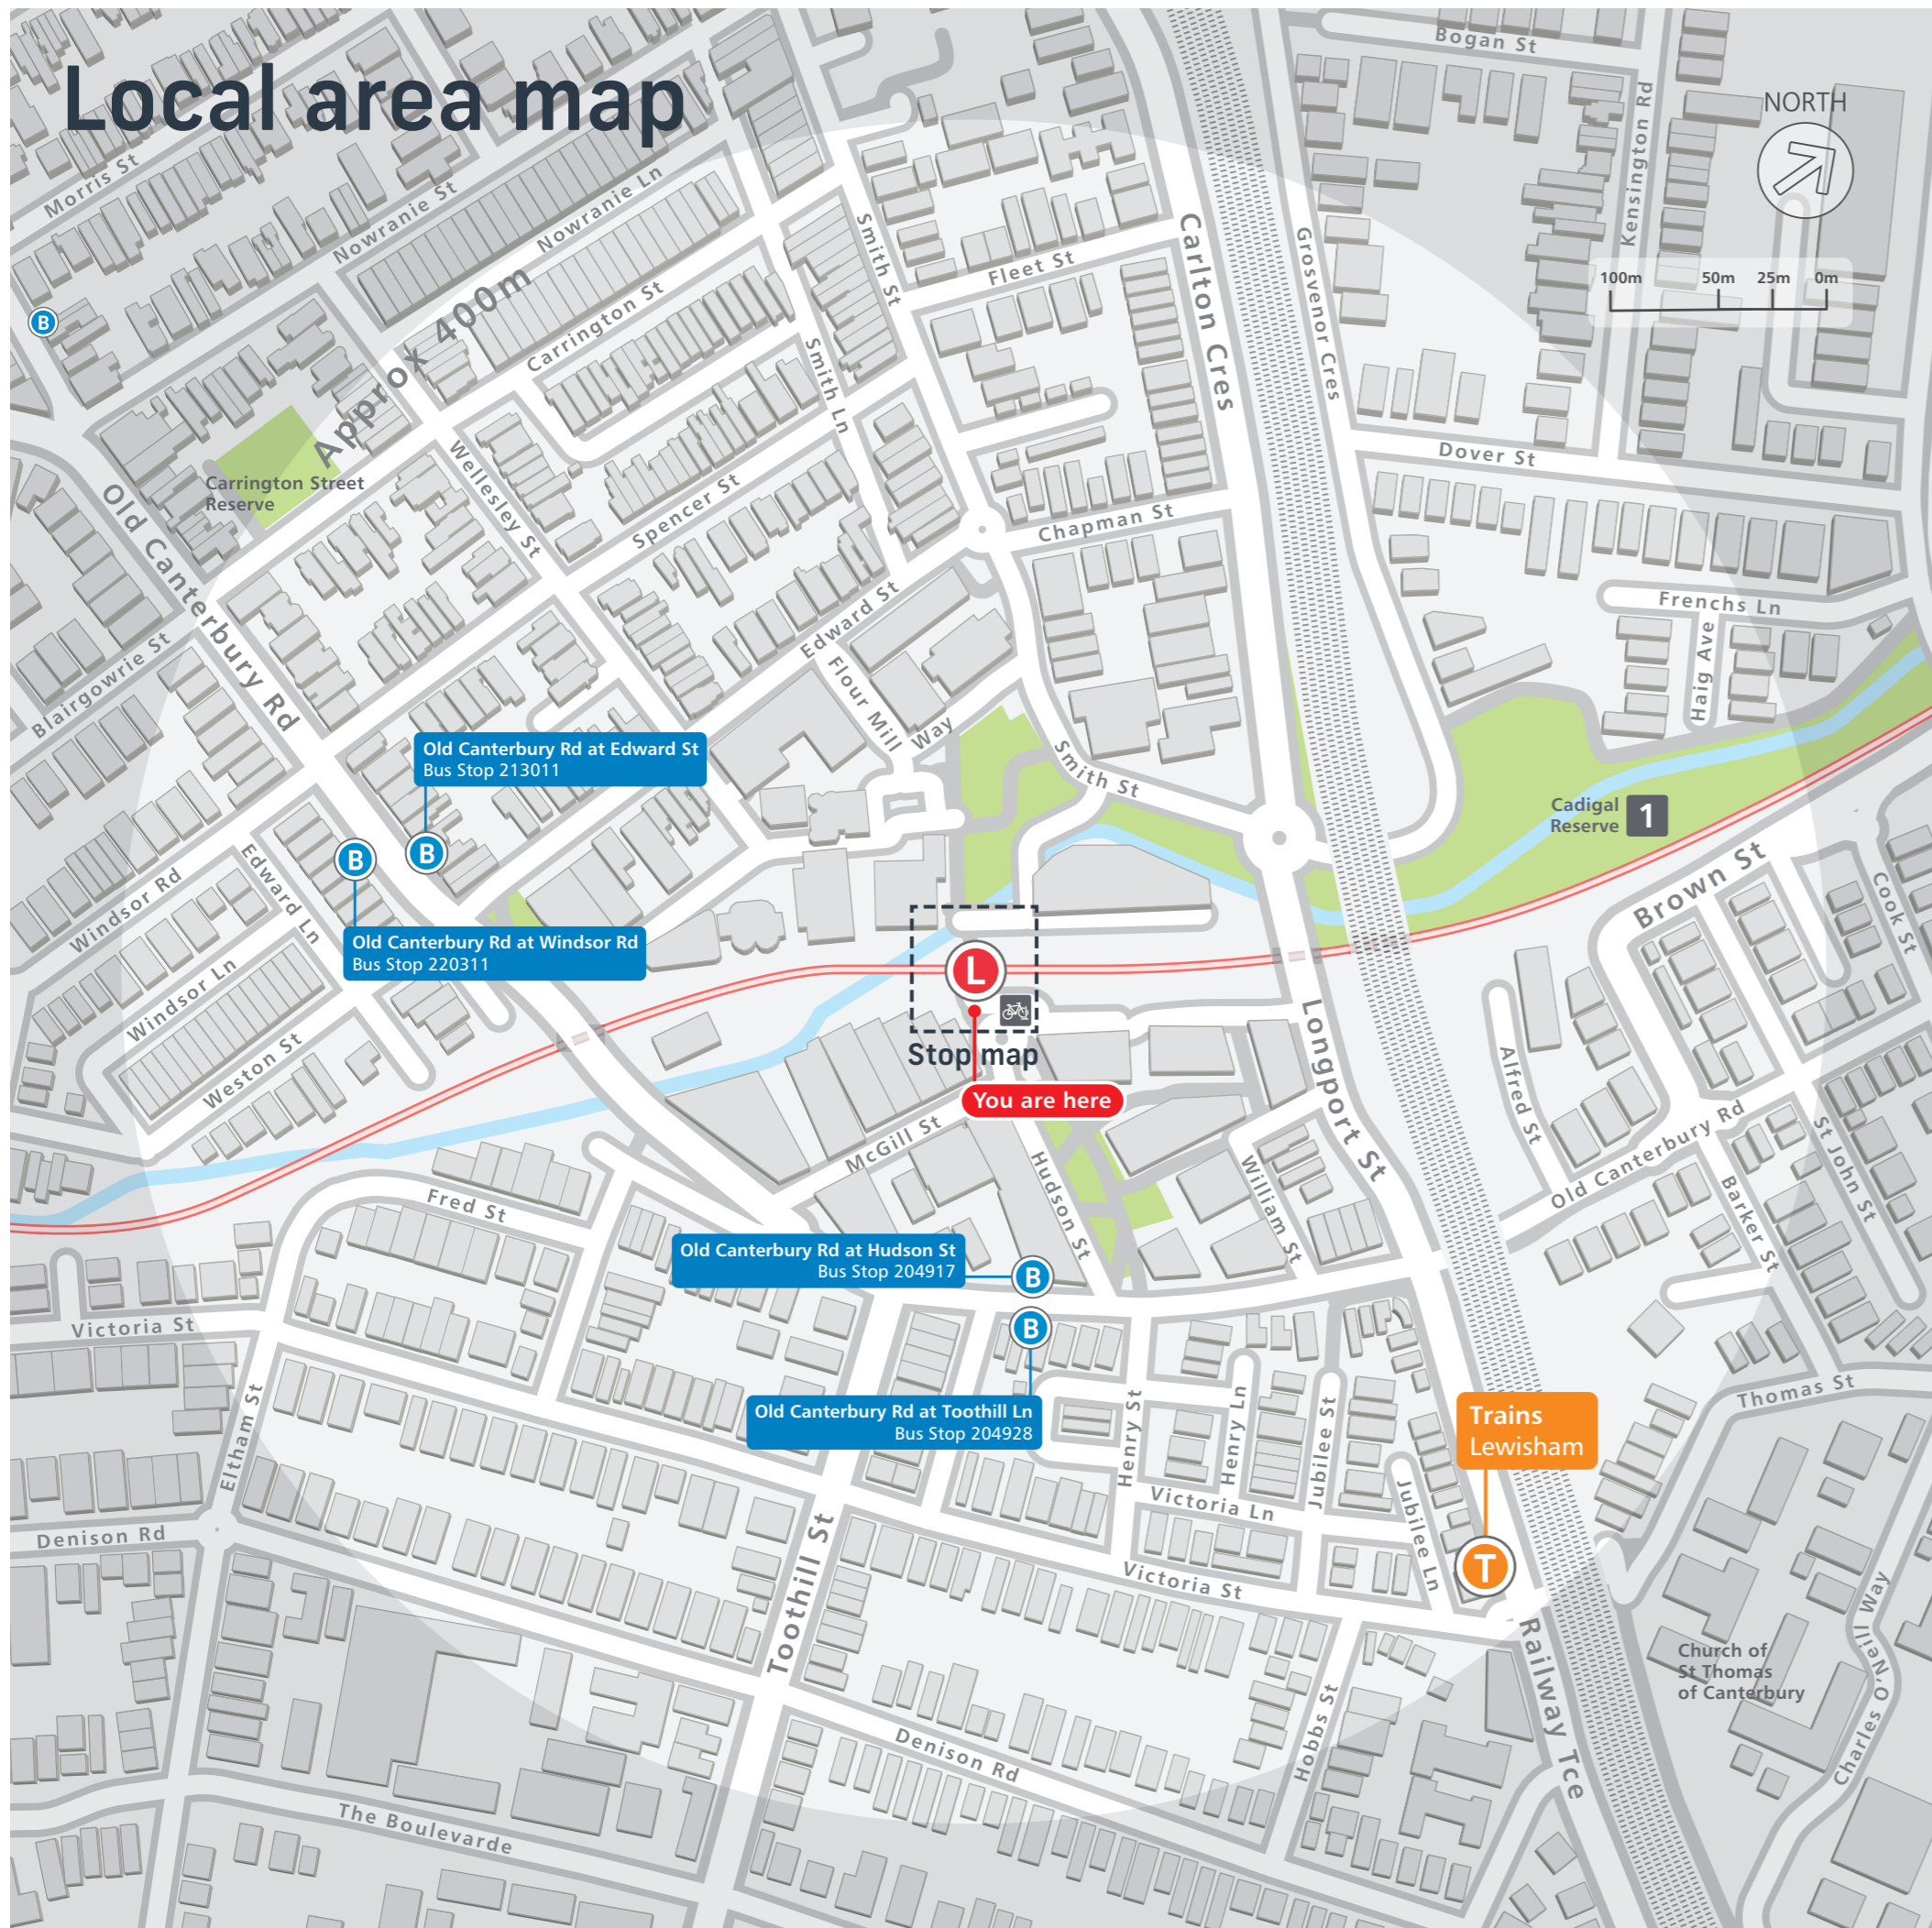 Local area map
Bogan St
NORTH
Kensington Rd
Morris St
Nowranie St
Nowranie Ln
Smith St
Carlton Cres
Grosvenor Cres
Fleet St
100m 50m 25m 0m
B
Approx 400m
Carrington St
Smith Ln
Carrington Street
Reserve
Wellesley St
Spencer St
Dover St
Chapman St
Old Canterbury Rd
Edward St
Frenchs Ln
Haig Ave
Blairgowrie St
Flour Mill
Way
Smith St
Old Canterbury Rd at Edward St
Bus Stop 213011
B
B
Cadigal
Reserve
1
Brown St
Cook St
Windsor Rd
Edward Ln
Old Canterbury Rd at Windsor Rd
Bus Stop 220311
Windsor Ln
Weston St
L
Stop map
You are here
Longport St
Alfred St
Old Canterbury Rd
St John St
Barker St
McGill St
Hudson St
William St
Fred St
Old Canterbury Rd at Hudson St
Bus Stop 204917
B
B
Victoria St
Old Canterbury Rd at Toothill Ln
Bus Stop 204928
Eltham St
Henry St
Henry Ln
Jubilee St
Jubilee Ln
Trains
Lewisham
T
Thomas St
Victoria Ln
Victoria St
Denison Rd
Toothill St
Hobbs St
Railway Tce
Church of
St Thomas
of Canterbury
Charles O'Neill Way
Denison Rd
The Boulevarde